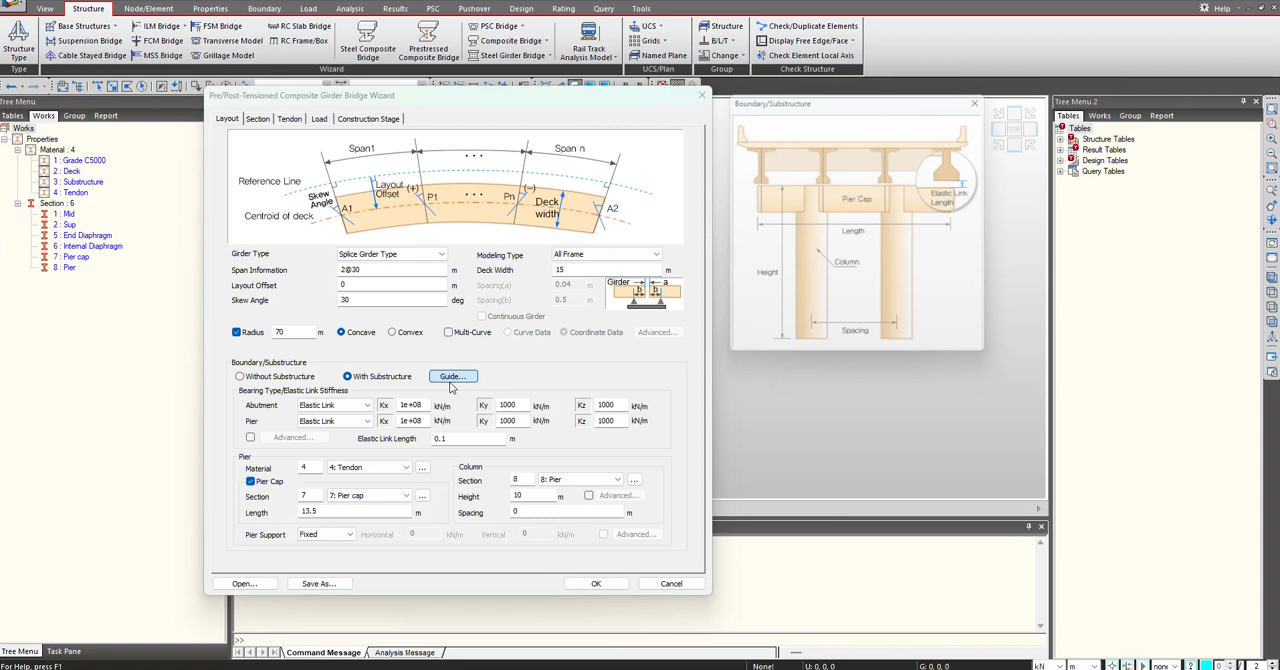 View Structure Node/Element Properties Boundary Load Analysis Results PSC Pushover Design Rating Query Tools Help
Structure Type
Base Structures
Suspension Bridge
Cable Stayed Bridge
ILM Bridge
FCM Bridge
MSS Bridge
FSM Bridge
Transverse Model
Grillage Model
RC Slab Bridge
RC Frame/Box
Steel Composite Bridge
Prestressed Composite Bridge
PSC Bridge
Composite Bridge
Steel Girder Bridge
Rail Track Analysis Model
UCS
Grids
Named Plane
Structure
B/L/T
Change
Check/Duplicate Elements
Display Free Edge/Face
Check Element Local Axis
Type Wizard UCS/Plan Group Check Structure
Tree Menu
Tables Works Group Report
Works
Properties
Material : 4
1 : Grade C5000
2 : Deck
3 : Substructure
4 : Tendon
Section : 6
1 : Mid
2 : Sup
5 : End Diaphragm
6 : Internal Diaphragm
7 : Pier cap
8 : Pier
Pre/Post-Tensioned Composite Girder Bridge Wizard
Layout Section Tendon Load Construction Stage
Span1 ... Span n
Reference Line
Layout Offset
Skew Angle
(+) (−)
A1 P1 ... Pn A2
Deck width
Centroid of deck
Girder Type Splice Girder Type Modeling Type All Frame
Span Information 2@30 m Deck Width 15 m
Layout Offset 0 m Spacing(a) 0.04 m
Skew Angle 30 deg Spacing(b) 0.5 m
Girder a
b b
Continuous Girder
Radius 70 m Concave Convex Multi-Curve Curve Data Coordinate Data Advanced...
Boundary/Substructure
Without Substructure With Substructure Guide...
Bearing Type/Elastic Link Stiffness
Abutment Elastic Link Kx 1e+08 kN/m Ky 1000 kN/m Kz 1000 kN/m
Pier Elastic Link Kx 1e+08 kN/m Ky 1000 kN/m Kz 1000 kN/m
Advanced... Elastic Link Length 0.1 m
Pier
Material 4 4: Tendon ...
Pier Cap
Section 7 7: Pier cap ...
Length 13.5 m
Column
Section 8 8: Pier ...
Height 10 m Advanced...
Spacing 0 m
Pier Support Fixed Horizontal 0 kN/m Vertical 0 kN/m Advanced...
Open... Save As... OK Cancel
Boundary/Substructure
Elastic Link Length
Pier Cap
Length
Column
Height
Spacing
TOP
Tree Menu 2
Tables Works Group Report
Tables
Structure Tables
Result Tables
Design Tables
Query Tables
>>
Command Message Analysis Message
Tree Menu Task Pane
For Help, press F1 None! U: 0, 0, 0 G: 0, 0, 0 kN m none 2